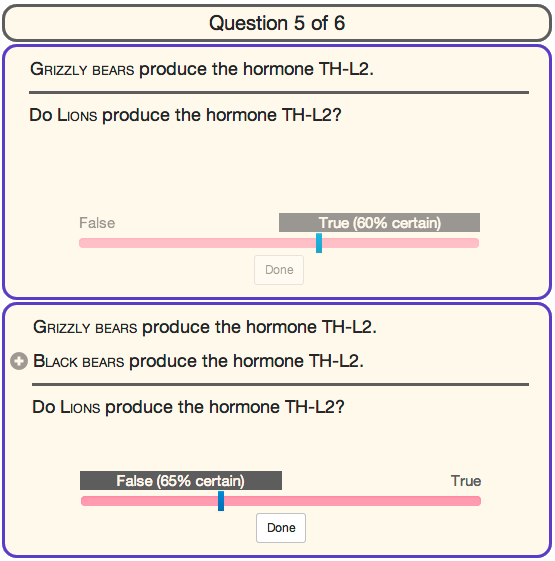 Question 5 of 6
GRIZZLY BEARS produce the hormone TH-L2.
Do LIONS produce the hormone TH-L2?
False True (60% certain)
Done
GRIZZLY BEARS produce the hormone TH-L2.
BLACK BEARS produce the hormone TH-L2.
Do LIONS produce the hormone TH-L2?
False (65% certain) True
Done